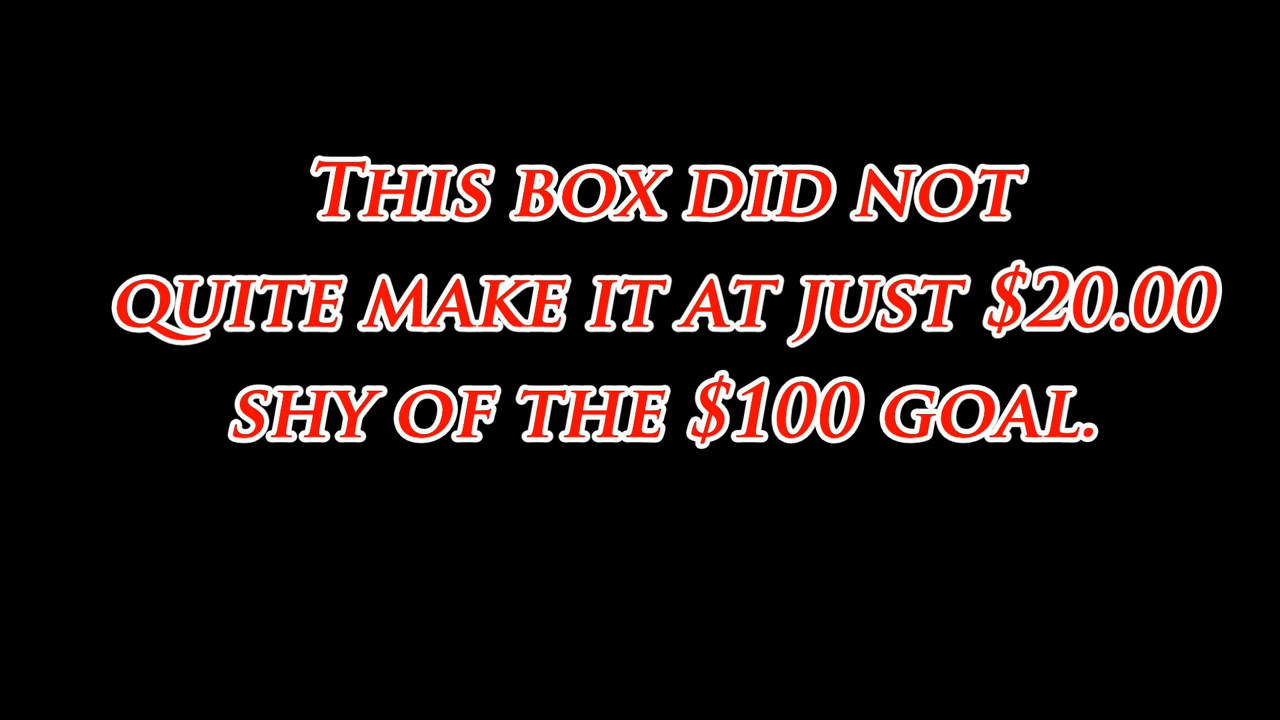 This box did not
quite make it at just $20.00
shy of the $100 goal.